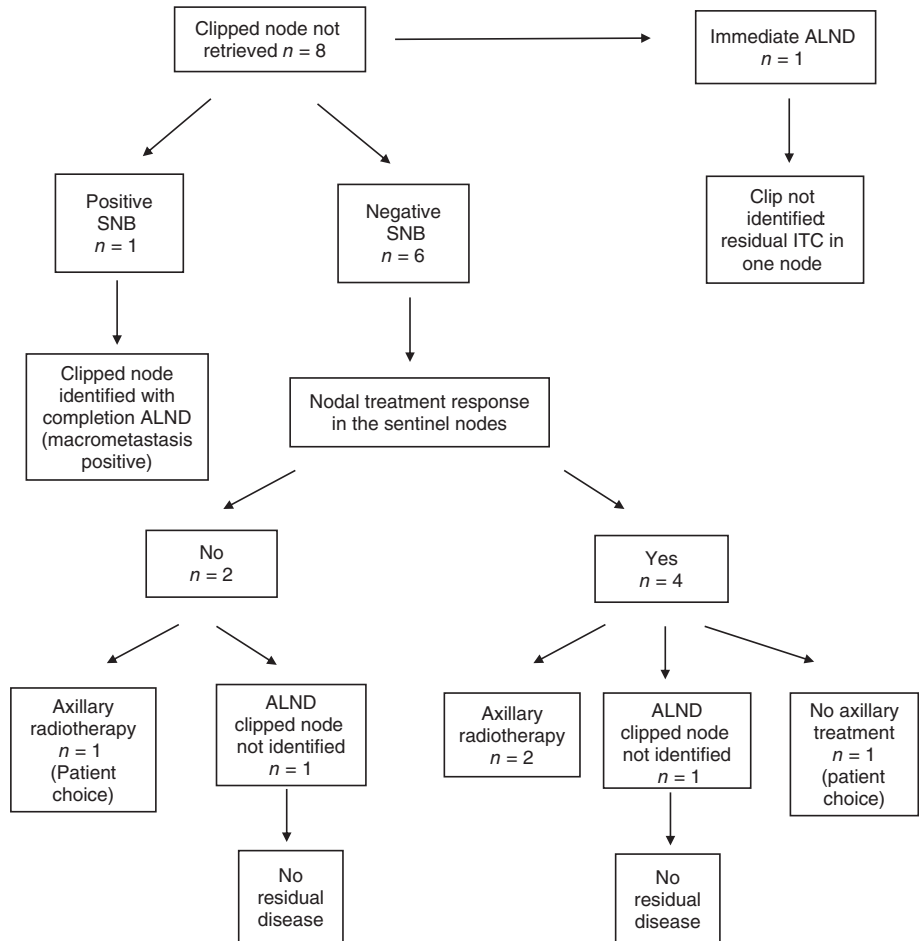 Clipped node not
retrieved n = 8
Immediate ALND
n = 1
Positive
SNB
n = 1
Negative
SNB
n = 6
Clip not
identified:
residual ITC in
one node
Clipped node
identified with
completion ALND
(macrometastasis
positive)
Nodal treatment response
in the sentinel nodes
No
n = 2
Yes
n = 4
Axillary
radiotherapy
n = 1
(Patient
choice)
ALND
clipped node
not identified
n = 1
Axillary
radiotherapy
n = 2
ALND
clipped node
not identified
n = 1
No axillary
treatment
n = 1
(patient
choice)
No
residual
disease
No
residual
disease